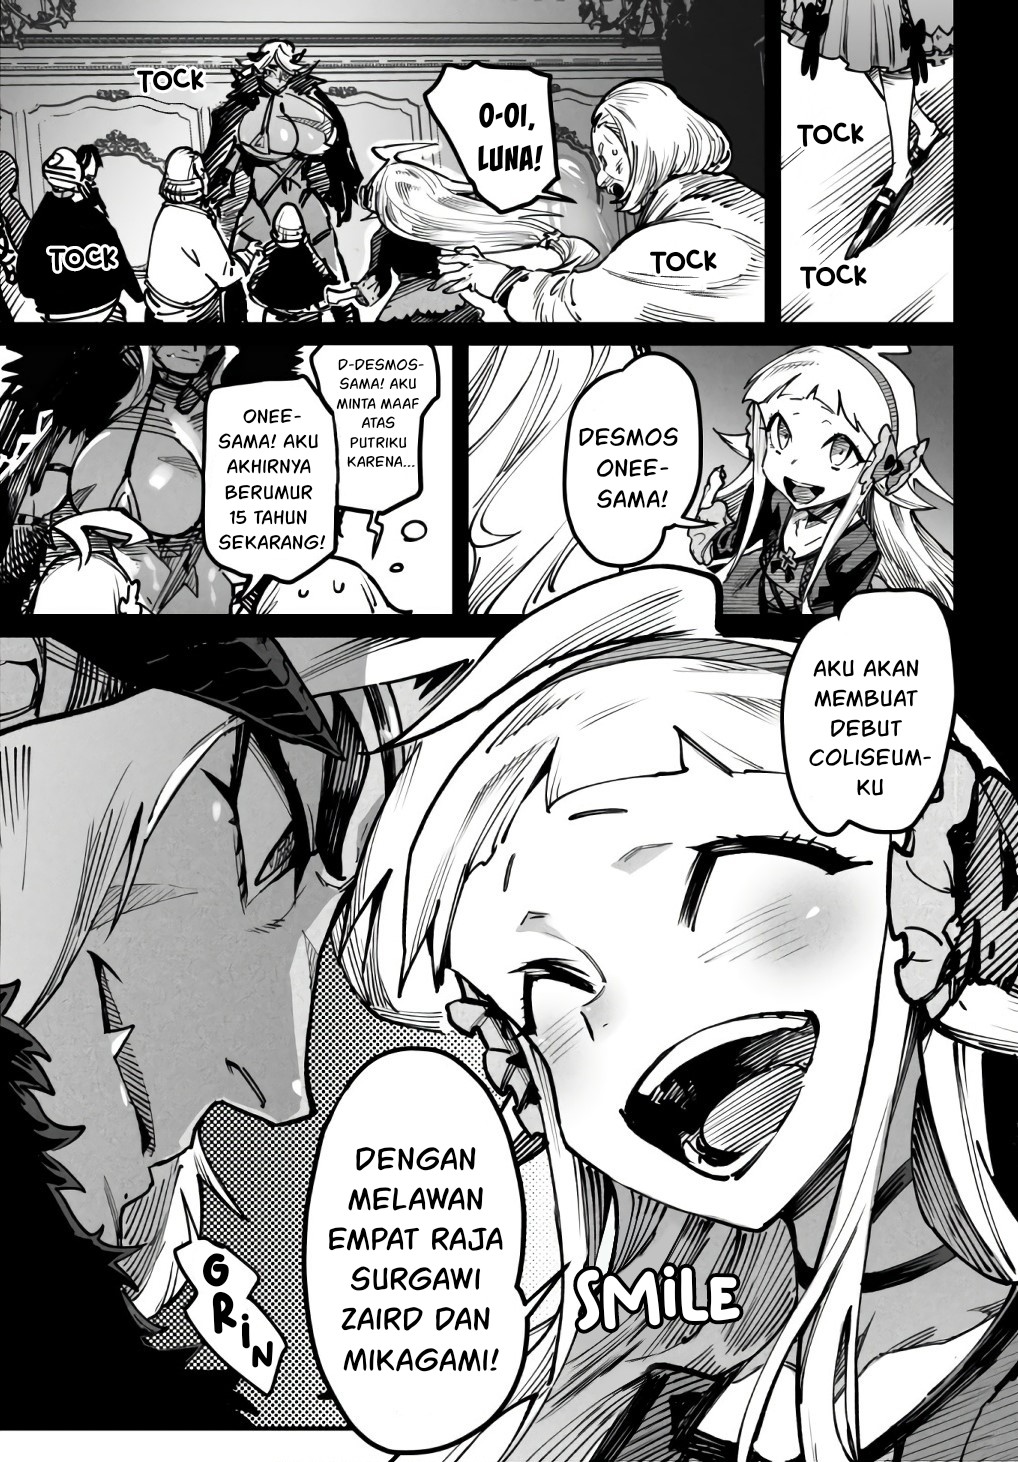 TOCK
TOCK
O-OI,
LUNA!
TOCK
TOCK
TOCK
DESMOS
ONEE-
SAMA!
D-DESMOS-
SAMA! AKU
MINTA MAAF
ATAS
PUTRIKU
KARENA...
ONEE-
SAMA! AKU
AKHIRNYA
BERUMUR
15 TAHUN
SEKARANG!
AKU AKAN
MEMBUAT
DEBUT
COLISEUM-
KU
DENGAN
MELAWAN
EMPAT RAJA
SURGAWI
ZAIRD DAN
MIKAGAMI!
SMiLE
GRiN